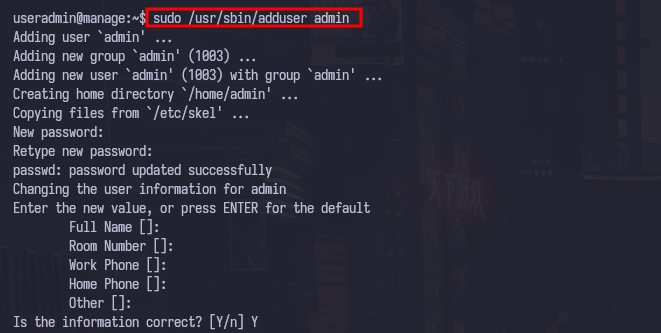 useradmin@manage:~$ sudo /usr/sbin/adduser admin
Adding user `admin' ...
Adding new group `admin' (1003) ...
Adding new user `admin' (1003) with group `admin' ...
Creating home directory `/home/admin' ...
Copying files from `/etc/skel' ...
New password:
Retype new password:
passwd: password updated successfully
Changing the user information for admin
Enter the new value, or press ENTER for the default
        Full Name []:
        Room Number []:
        Work Phone []:
        Home Phone []:
        Other []:
Is the information correct? [Y/n] Y